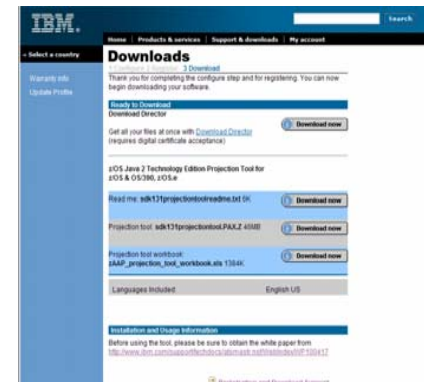 IBM.
Search
Home | Products & services | Support & downloads | My account
Select a country
Downloads
3 Download
Warranty info
Update Profile
Thank you for completing the configure step and for registering. You can now
begin downloading your software.
Ready to Download
Download Director
Download now
Get all your files at once with Download Director
(requires digital certificate acceptance)
z/OS Java 2 Technology Edition Projection Tool for
z/OS & OS/390, z/OS.e
Read me: sdk131projectiontoolreadme.txt 6K
Download now
Projection tool: sdk131projectiontool.PAX.Z 46MB
Download now
Projection tool workbook:
zAAP_projection_tool_workbook.xls 1384K
Download now
Languages Included English US
Installation and Usage Information
Before using the tool, please be sure to obtain the white paper from